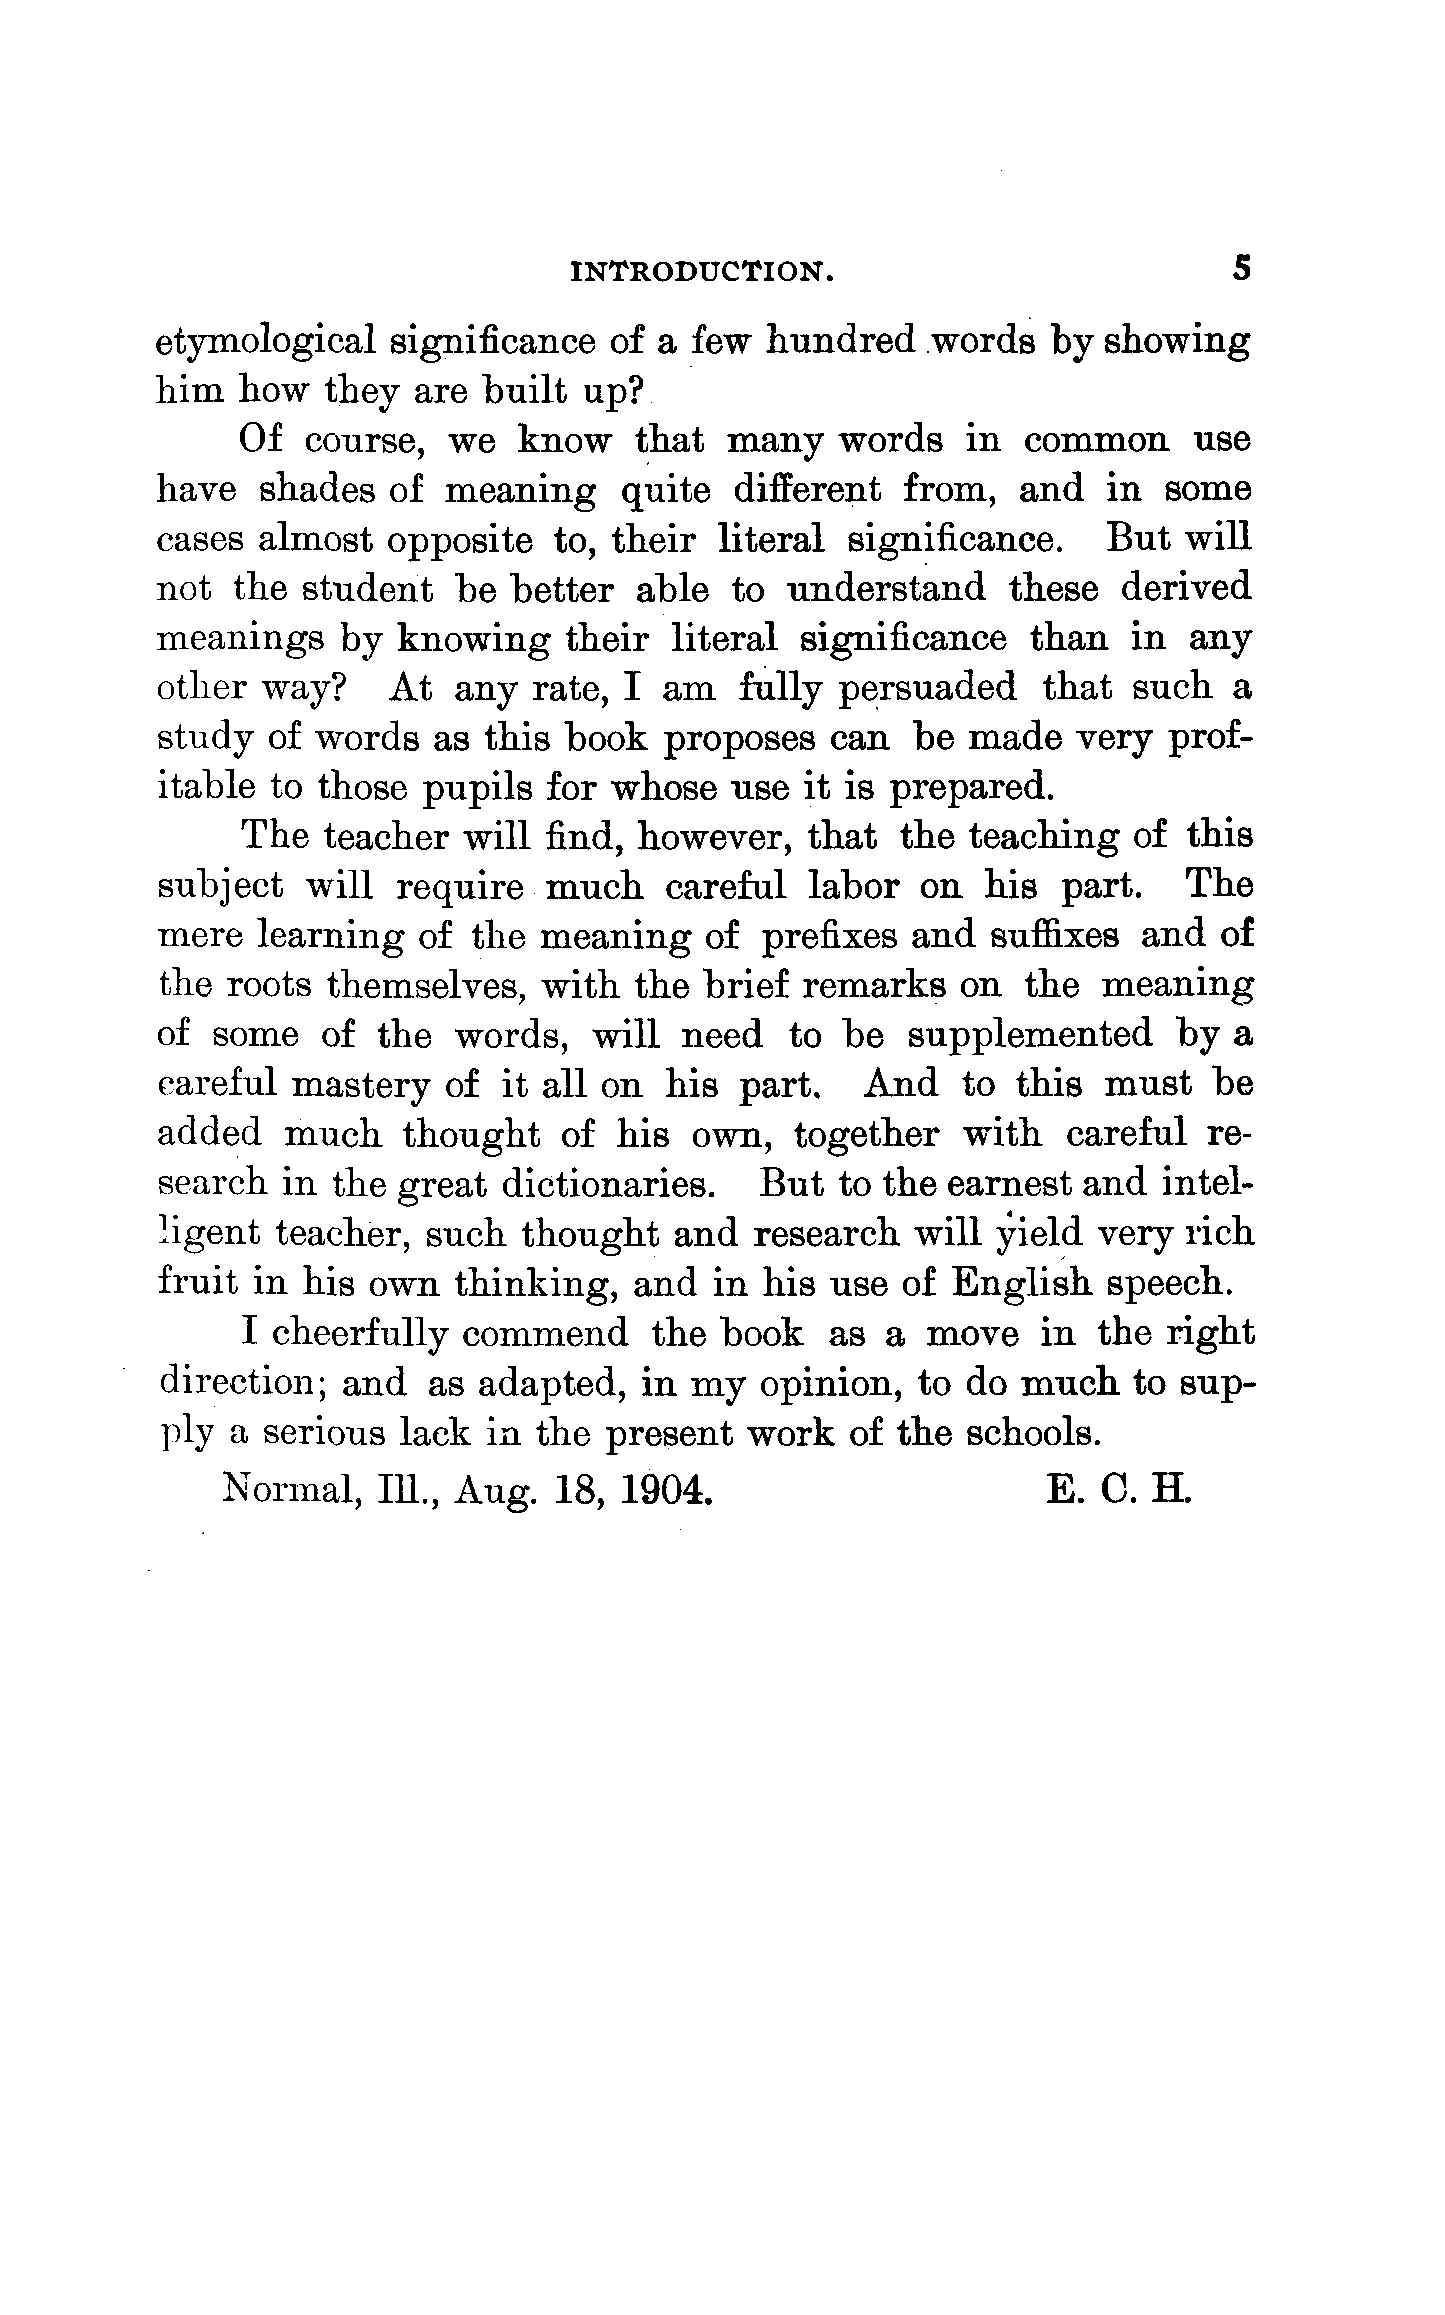 INTRODUCTION. 5
etymological significance of a few hundred words by showing
him how they are built up?
Of course, we know that many words in common use
have shades of meaning quite different from, and in some
cases almost opposite to, their literal significance. But will
not the student be better able to understand these derived
meanings by knowing their literal significance than in any
other way? At any rate, I am fully persuaded that such a
study of words as this book proposes can be made very prof-
itable to those pupils for whose use it is prepared.
The teacher will find, however, that the teaching of this
subject will require much careful labor on his part. The
mere learning of the meaning of prefixes and suffixes and of
the roots themselves, with the brief remarks on the meaning
of some of the words, will need to be supplemented by a
careful mastery of it all on his part. And to this must be
added much thought of his own, together with careful re-
search in the great dictionaries. But to the earnest and intel-
ligent teacher, such thought and research will yield very rich
fruit in his own thinking, and in his use of English speech.
I cheerfully commend the book as a move in the right
direction; and as adapted, in my opinion, to do much to sup-
ply a serious lack in the present work of the schools.
Normal, Ill., Aug. 18, 1904. E. C. H.